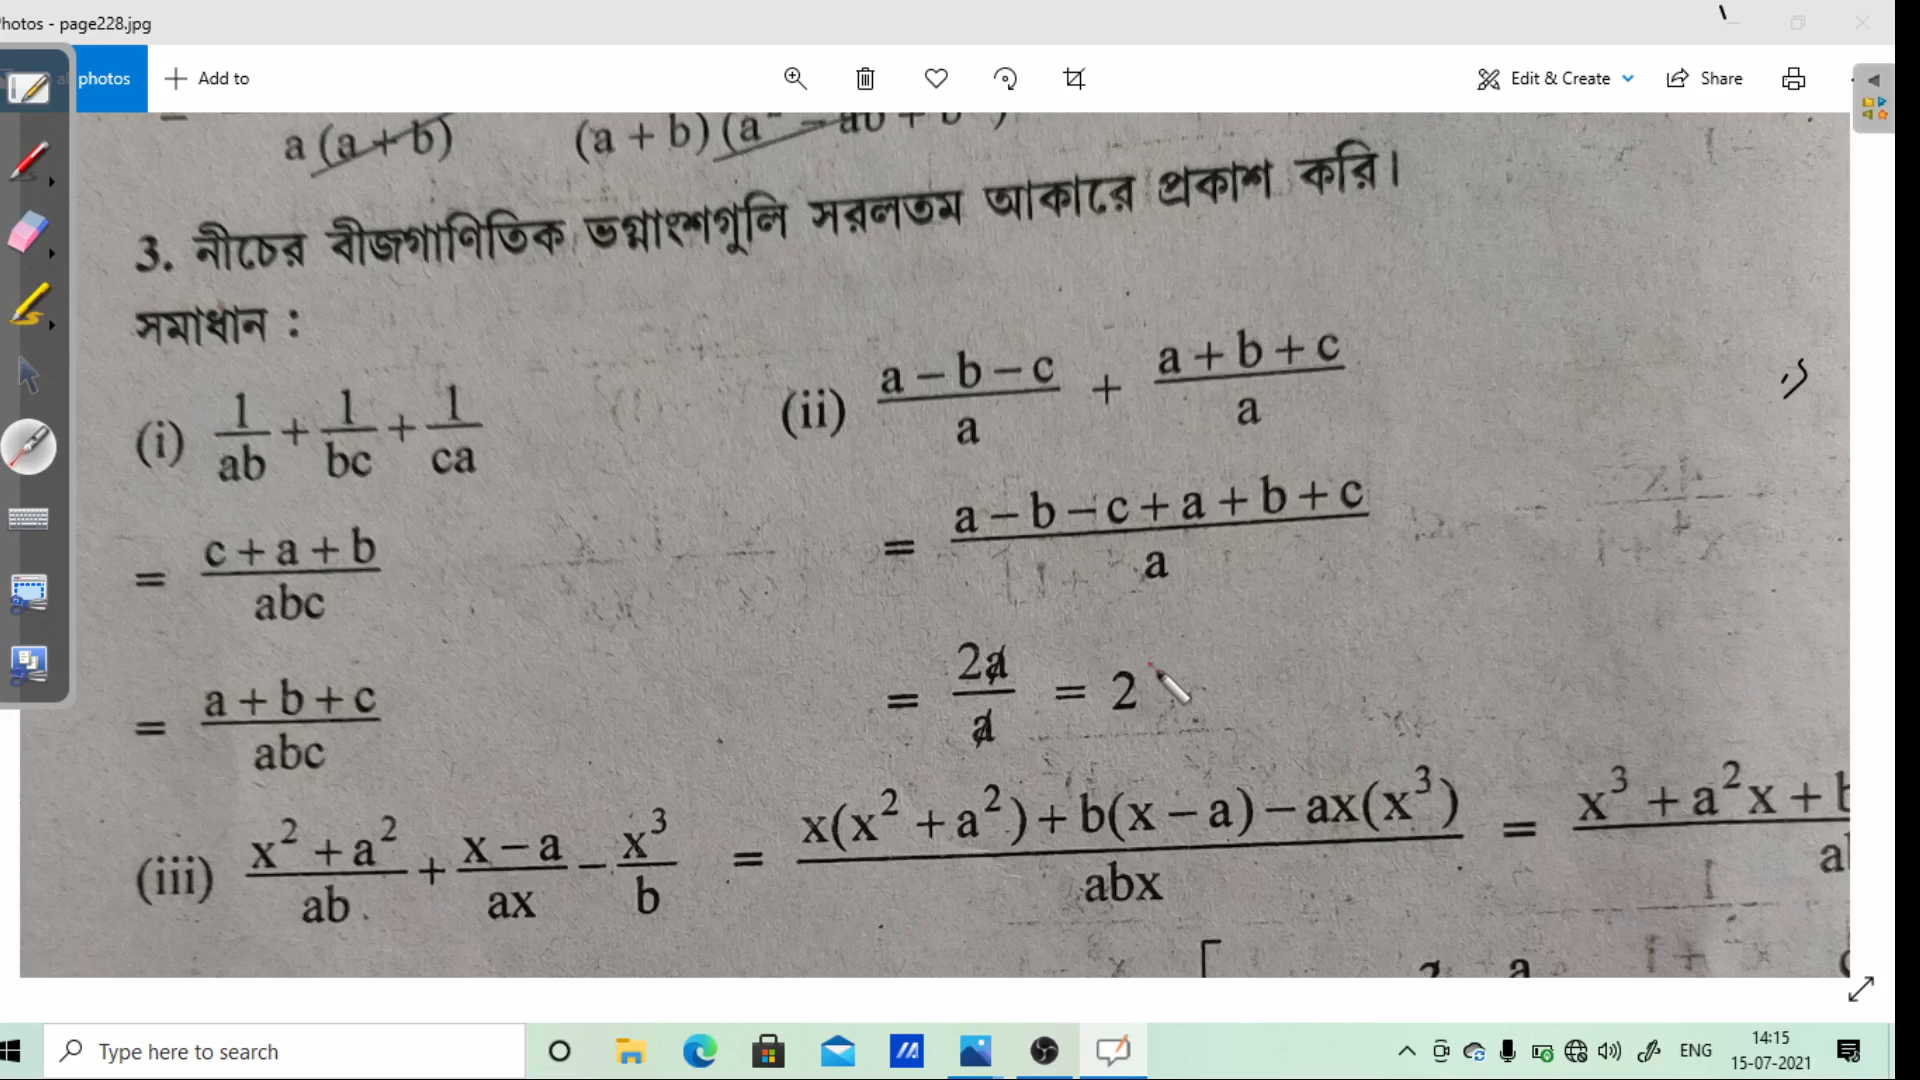 hotos - page228.jpg
photos
Add to
Edit & Create
Share
a(a+b) (a + b)
3. নীচের বীজগাণিতিক ভগ্নাংশগুলি সরলতম আকারে প্রকাশ করি।
সমাধান :
(i) 1/ab + 1/bc + 1/ca
= (c + a + b)/abc
= (a + b + c)/abc
(ii) (a – b – c)/a + (a + b + c)/a
= (a – b – c + a + b + c)/a
= 2a/a = 2
(iii) (x² + a²)/ab + (x – a)/ax – x³/b = (x(x² + a²) + b(x – a) – ax(x³))/abx = x³ + a²x +
Type here to search
ENG
14:15
15-07-2021